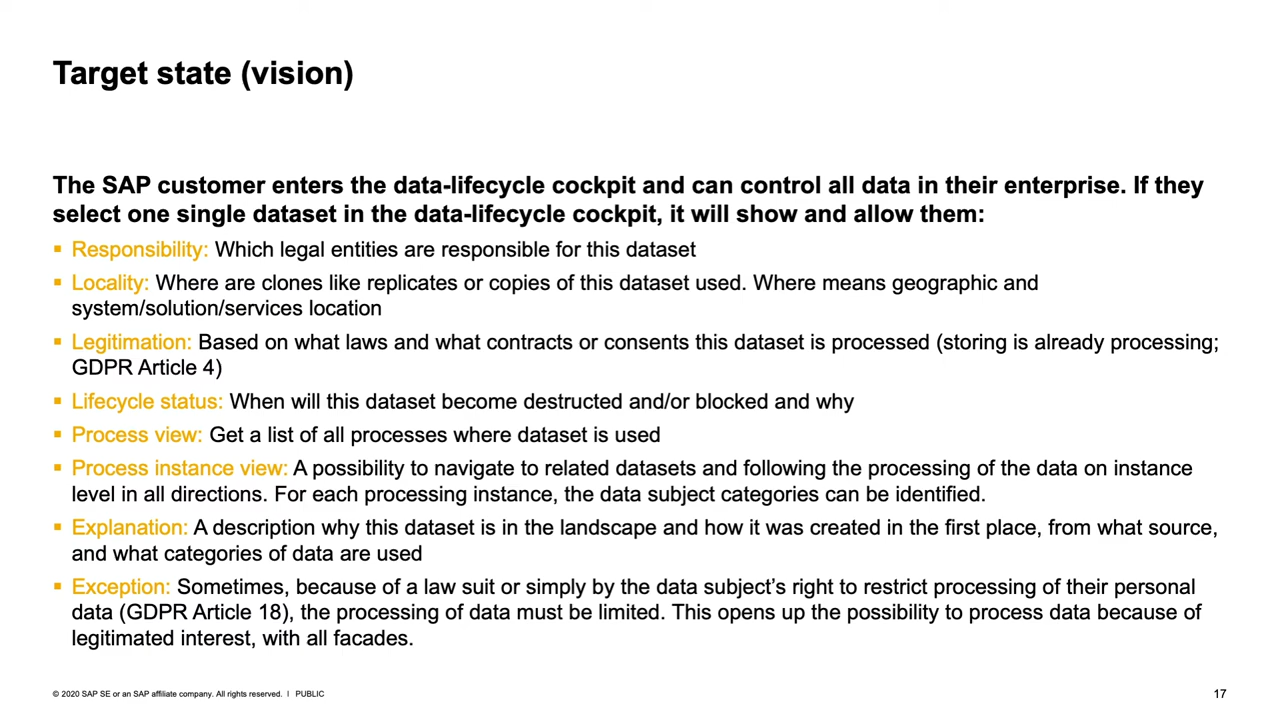 Target state (vision)
The SAP customer enters the data-lifecycle cockpit and can control all data in their enterprise. If they
select one single dataset in the data-lifecycle cockpit, it will show and allow them:
▪ Responsibility: Which legal entities are responsible for this dataset
▪ Locality: Where are clones like replicates or copies of this dataset used. Where means geographic and
system/solution/services location
▪ Legitimation: Based on what laws and what contracts or consents this dataset is processed (storing is already processing;
GDPR Article 4)
▪ Lifecycle status: When will this dataset become destructed and/or blocked and why
▪ Process view: Get a list of all processes where dataset is used
▪ Process instance view: A possibility to navigate to related datasets and following the processing of the data on instance
level in all directions. For each processing instance, the data subject categories can be identified.
▪ Explanation: A description why this dataset is in the landscape and how it was created in the first place, from what source,
and what categories of data are used
▪ Exception: Sometimes, because of a law suit or simply by the data subject’s right to restrict processing of their personal
data (GDPR Article 18), the processing of data must be limited. This opens up the possibility to process data because of
legitimated interest, with all facades.
© 2020 SAP SE or an SAP affiliate company. All rights reserved. ǀ PUBLIC
17